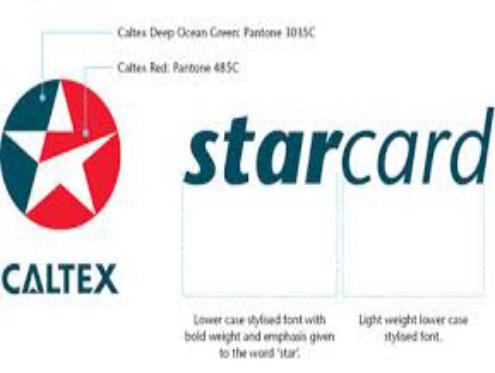 Caltex Deep Ocean Green: Pantone 3035C
Caltex Red: Pantone 485C
starcard
CALTEX
Lower case stylised font with
bold weight and emphasis given
to the word 'star'.
Light weight lower case
stylised font.